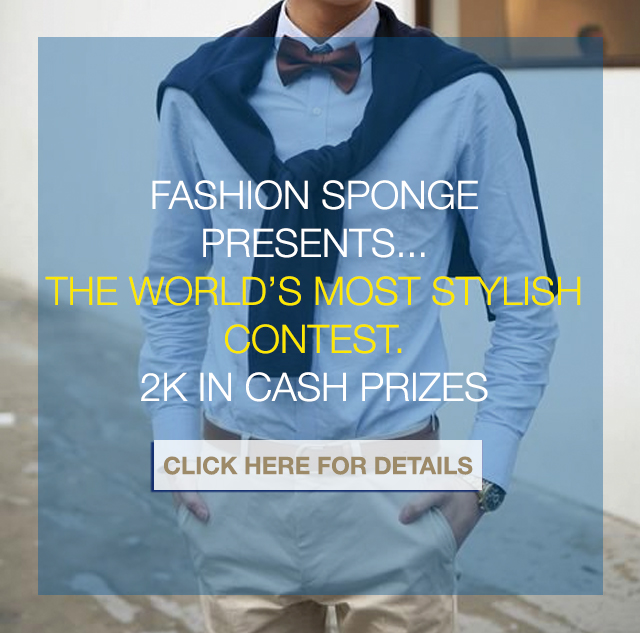 FASHION SPONGE
PRESENTS...
THE WORLD'S MOST STYLISH
CONTEST.
2K IN CASH PRIZES
CLICK HERE FOR DETAILS